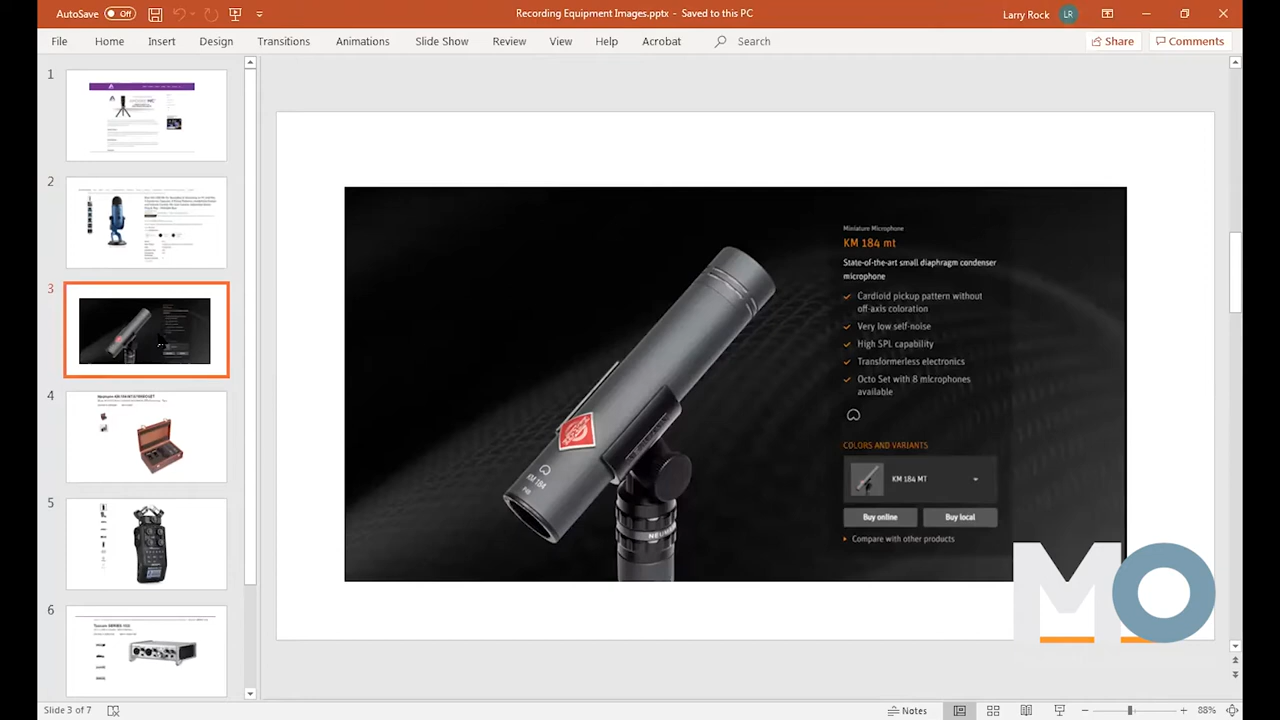 AutoSave Off
Recording Equipment Images.pptx - Saved to this PC
Larry Rock LR
File Home Insert Design Transitions Animations Slide Show Review View Help Acrobat Search Share Comments
1
2
3
4
5
6
Miniature Microphone
KM 184 mt
State-of-the-art small diaphragm condenser
microphone
Cardioid pickup pattern without
off-axis coloration
Very low self-noise
High SPL capability
Transformerless electronics
Octo Set with 8 microphones
available
COLORS AND VARIANTS
KM 184 MT
Buy online Buy local
Compare with other products
KM 184
P48
NEUM
MO
Slide 3 of 7
Notes
88%